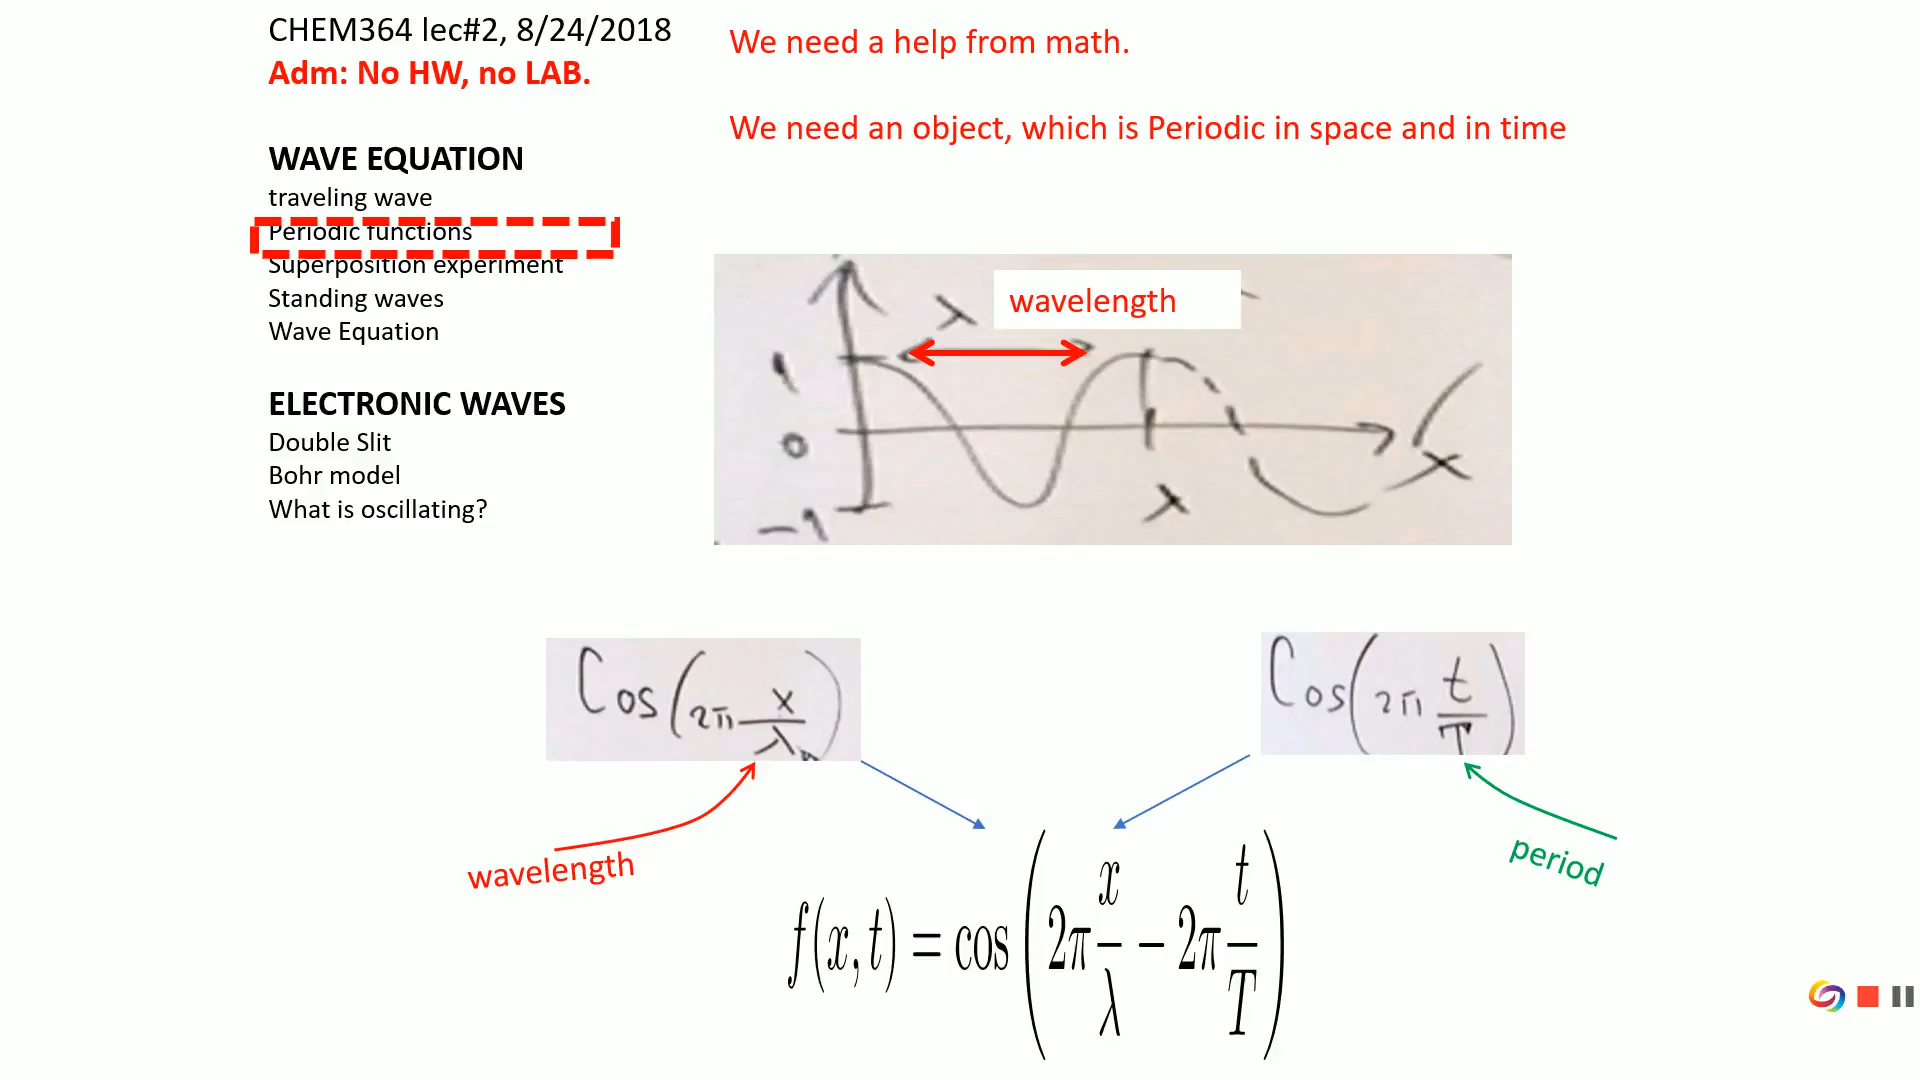 CHEM364 lec#2, 8/24/2018
Adm: No HW, no LAB.
WAVE EQUATION
traveling wave
Periodic functions
Superposition experiment
Standing waves
Wave Equation
ELECTRONIC WAVES
Double Slit
Bohr model
What is oscillating?
We need a help from math.
We need an object, which is Periodic in space and in time
λ
wavelength
1
0
-1
x
x
Cos(2π x/λ)
Cos(2π t/T)
wavelength
period
f(x,t) = cos(2π x/λ − 2π t/T)